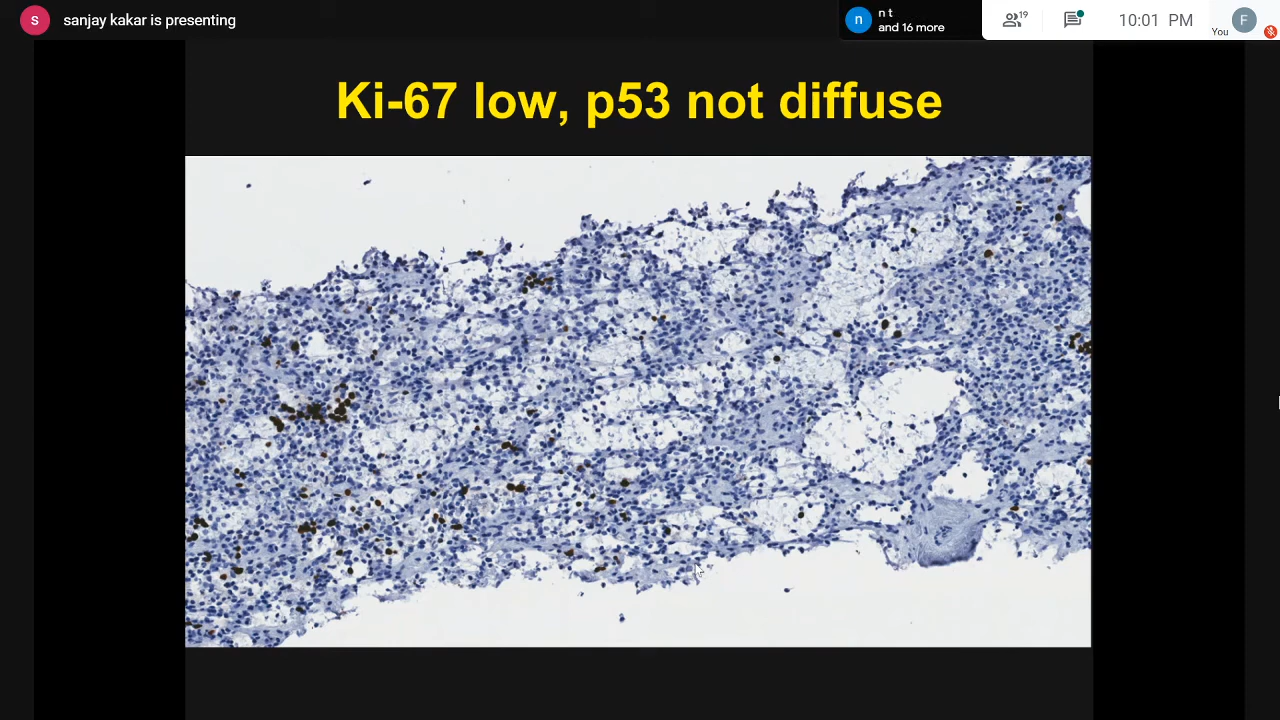 S sanjay kakar is presenting
n n t
and 16 more
19
10:01 PM
You F
Ki-67 low, p53 not diffuse